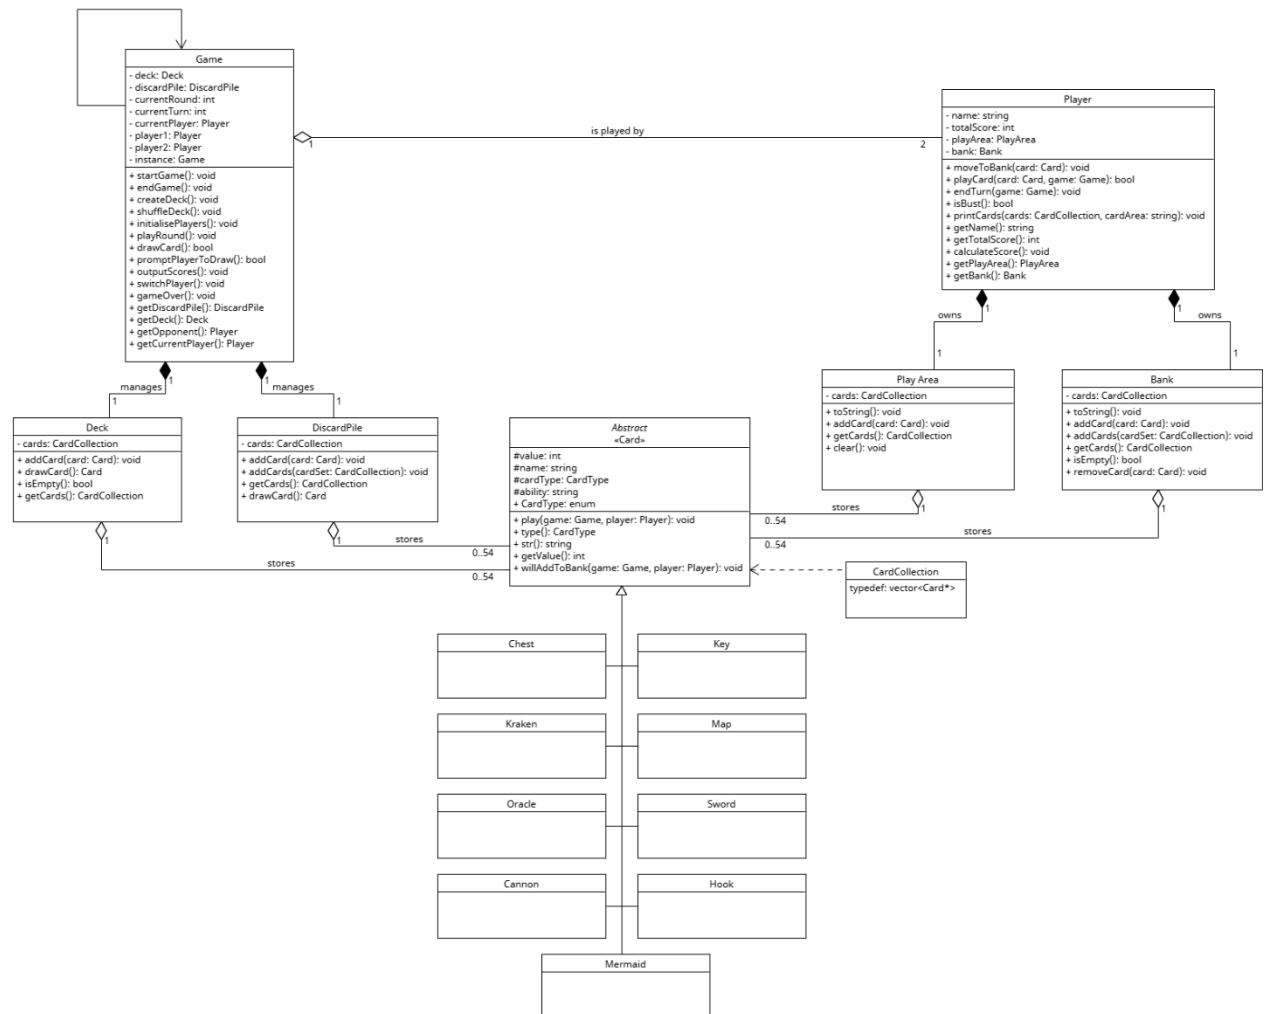 Game
- deck: Deck
- discardPile: DiscardPile
- currentRound: int
- currentTurn: int
- currentPlayer: Player
- player1: Player
- player2: Player
- instance: Game
+ startGame(): void
+ endGame(): void
+ createDeck(): void
+ shuffleDeck(): void
+ initialisePlayers(): void
+ playRound(): void
+ drawCard(): bool
+ promptPlayerToDraw(): bool
+ outputScores(): void
+ switchPlayer(): void
+ gameOver(): void
+ getDiscardPile(): DiscardPile
+ getDeck(): Deck
+ getOpponent(): Player
+ getCurrentPlayer(): Player
1
is played by
2
Player
- name: string
- totalScore: int
- playArea: PlayArea
- bank: Bank
+ moveToBank(card: Card): void
+ playCard(card: Card, game: Game): bool
+ endTurn(game: Game): void
+ isBust(): bool
+ printCards(cards: CardCollection, cardArea: string): void
+ getName(): string
+ getTotalScore(): int
+ calculateScore(): void
+ getPlayArea(): PlayArea
+ getBank(): Bank
1
manages
1
1
manages
1
1
owns
1
1
owns
1
Deck
- cards: CardCollection
+ addCard(card: Card): void
+ drawCard(): Card
+ isEmpty(): bool
+ getCards(): CardCollection
DiscardPile
- cards: CardCollection
+ addCard(card: Card): void
+ addCards(cardSet: CardCollection): void
+ getCards(): CardCollection
+ drawCard(): Card
Abstract
«Card»
#value: int
#name: string
#cardType: CardType
#ability: string
+ CardType: enum
+ play(game: Game, player: Player): void
+ type(): CardType
+ str(): string
+ getValue(): int
+ willAddToBank(game: Game, player: Player): void
Play Area
- cards: CardCollection
+ toString(): void
+ addCard(card: Card): void
+ getCards(): CardCollection
+ clear(): void
Bank
- cards: CardCollection
+ toString(): void
+ addCard(card: Card): void
+ addCards(cardSet: CardCollection): void
+ getCards(): CardCollection
+ isEmpty(): bool
+ removeCard(card: Card): void
1
stores
0..54
1
stores
0..54
1
stores
0..54
1
stores
0..54
CardCollection
typedef: vector<Card*>
Chest
Key
Kraken
Map
Oracle
Sword
Cannon
Hook
Mermaid